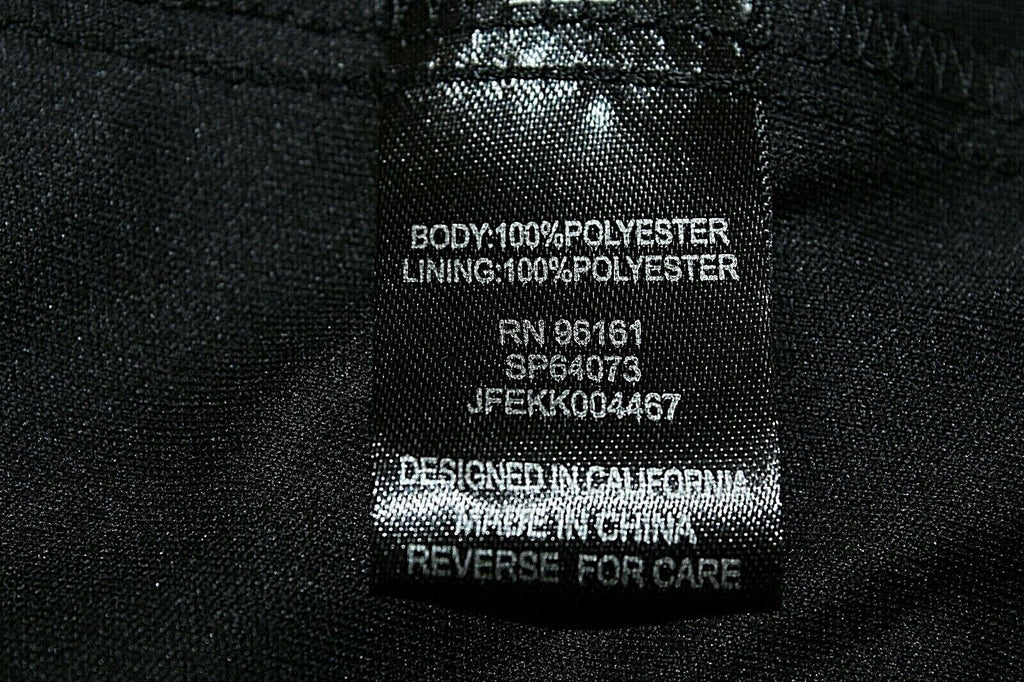 BODY:100%POLYESTER
LINING:100%POLYESTER
RN 96161
SP64073
JFEKK004467
DESIGNED IN CALIFORNIA
MADE IN CHINA
REVERSE FOR CARE